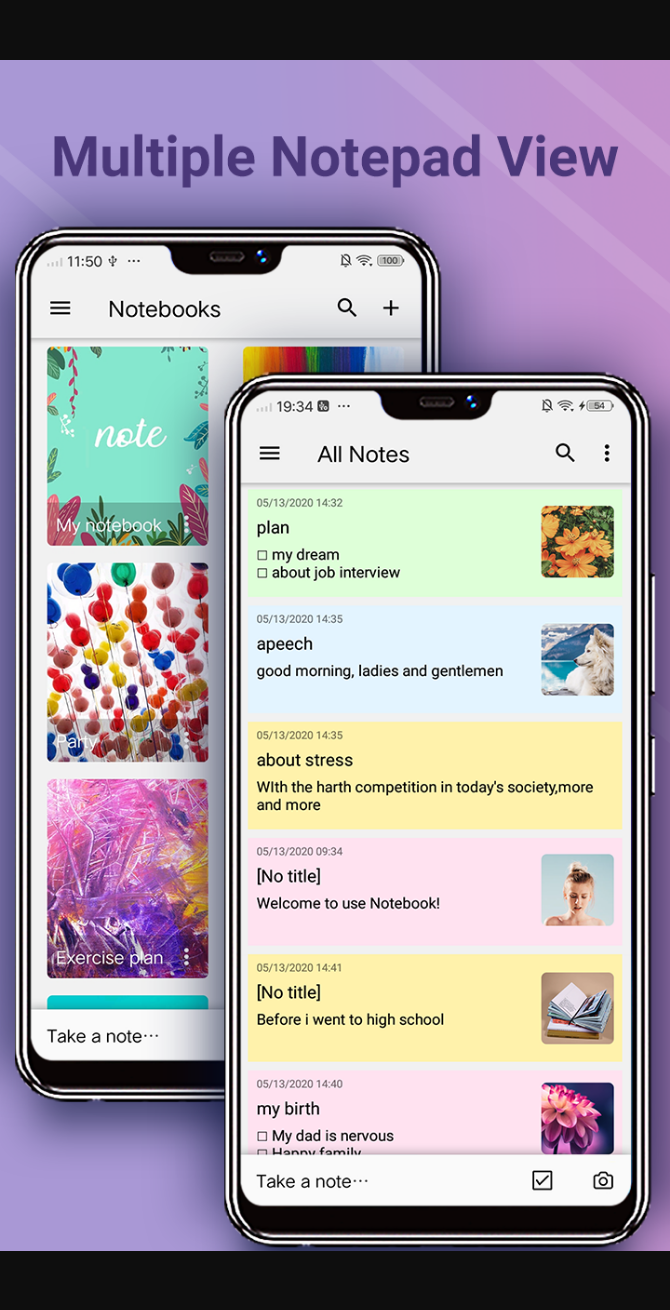 Multiple Notepad View
11:50 ···
100
Notebooks
note
My notebook
Party
Exercise plan
Take a note···
19:34 ···
54
All Notes
05/13/2020 14:32
plan
☐ my dream
☐ about job interview
05/13/2020 14:35
apeech
good morning, ladies and gentlemen
05/13/2020 14:35
about stress
WIth the harth competition in today's society,more
and more
05/13/2020 09:34
[No title]
Welcome to use Notebook!
05/13/2020 14:41
[No title]
Before i went to high school
05/13/2020 14:40
my birth
☐ My dad is nervous
☐ Happy family
Take a note···